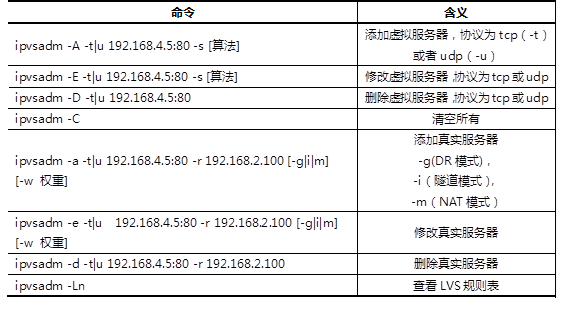 命令 含义
ipvsadm -A -t|u 192.168.4.5:80 -s [算法] 添加虚拟服务器，协议为 tcp（-t）
或者 udp（-u）
ipvsadm -E -t|u 192.168.4.5:80 -s [算法] 修改虚拟服务器,协议为 tcp 或 udp
ipvsadm -D -t|u 192.168.4.5:80 删除虚拟服务器,协议为 tcp 或 udp
ipvsadm -C 清空所有
ipvsadm -a -t|u 192.168.4.5:80 -r 192.168.2.100 [-g|i|m]
[-w 权重]
添加真实服务器
-g(DR 模式)，
-i（隧道模式），
-m（NAT 模式）
ipvsadm -e -t|u 192.168.4.5:80 -r 192.168.2.100 [-g|i|m]
[-w 权重]
修改真实服务器
ipvsadm -d -t|u 192.168.4.5:80 -r 192.168.2.100 删除真实服务器
ipvsadm -Ln 查看 LVS 规则表